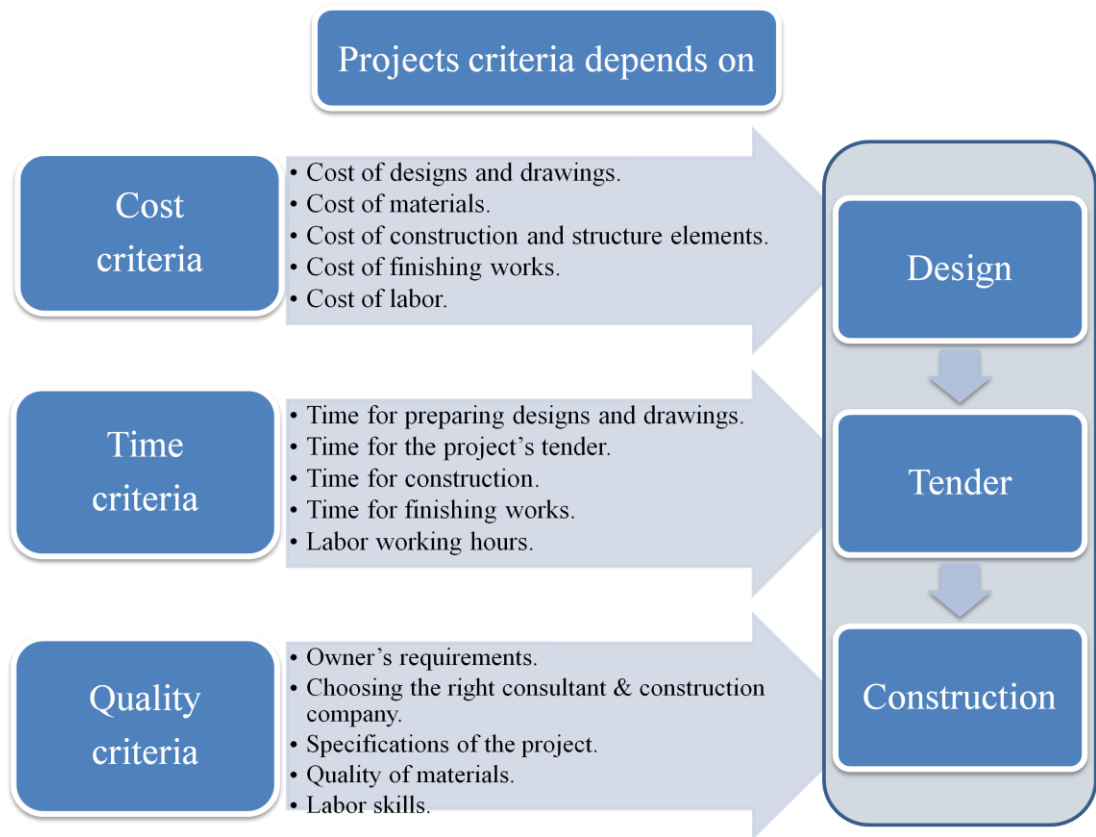 Projects criteria depends on
Cost
criteria
• Cost of designs and drawings.
• Cost of materials.
• Cost of construction and structure elements.
• Cost of finishing works.
• Cost of labor.
Design
Time
criteria
• Time for preparing designs and drawings.
• Time for the project’s tender.
• Time for construction.
• Time for finishing works.
• Labor working hours.
Tender
Quality
criteria
• Owner’s requirements.
• Choosing the right consultant & construction
company.
• Specifications of the project.
• Quality of materials.
• Labor skills.
Construction